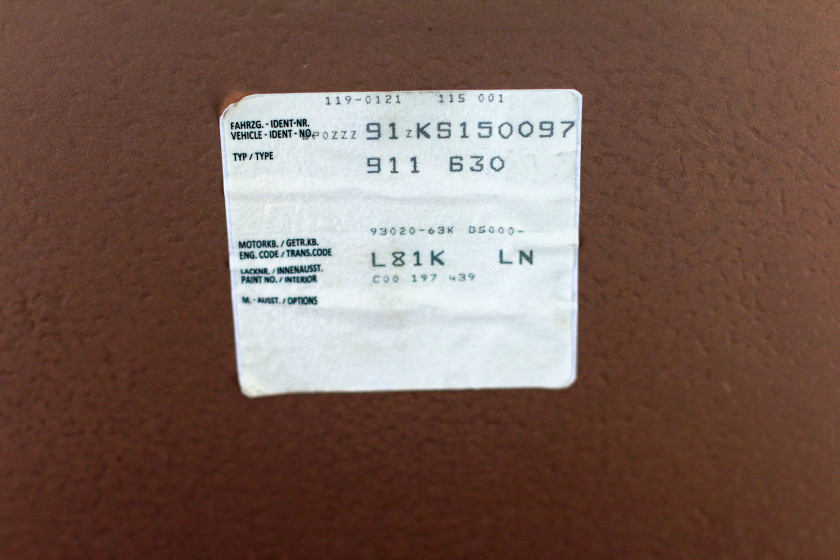 119-0121 115 001
FAHRZG. - IDENT-NR.
VEHICLE - IDENT - NO. WP0ZZZ 91ZKS150097
TYP / TYPE 911 630
93020-63K B5000-
MOTORKB. / GETR.KB.
ENG. CODE / TRANS.CODE L81K LN
LACKNR. / INNENAUSST.
PAINT NO. / INTERIOR C00 197 439
M. - AUSST. / OPTIONS